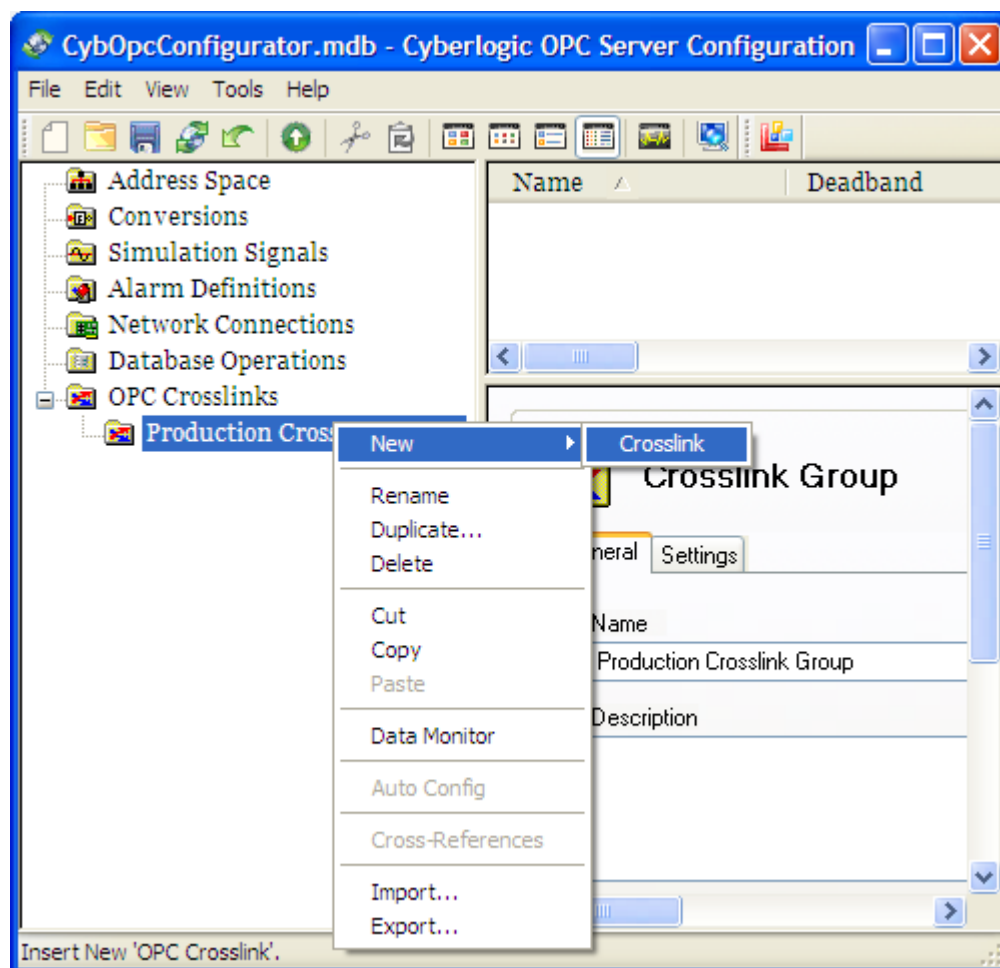 CybOpcConfigurator.mdb - Cyberlogic OPC Server Configuration
File Edit View Tools Help
Address Space
Conversions
Simulation Signals
Alarm Definitions
Network Connections
Database Operations
OPC Crosslinks
Production Cross
Name Deadband
New
Rename
Duplicate...
Delete
Cut
Copy
Paste
Data Monitor
Auto Config
Cross-References
Import...
Export...
Crosslink
Crosslink Group
neral Settings
Name
Production Crosslink Group
Description
Insert New 'OPC Crosslink'.